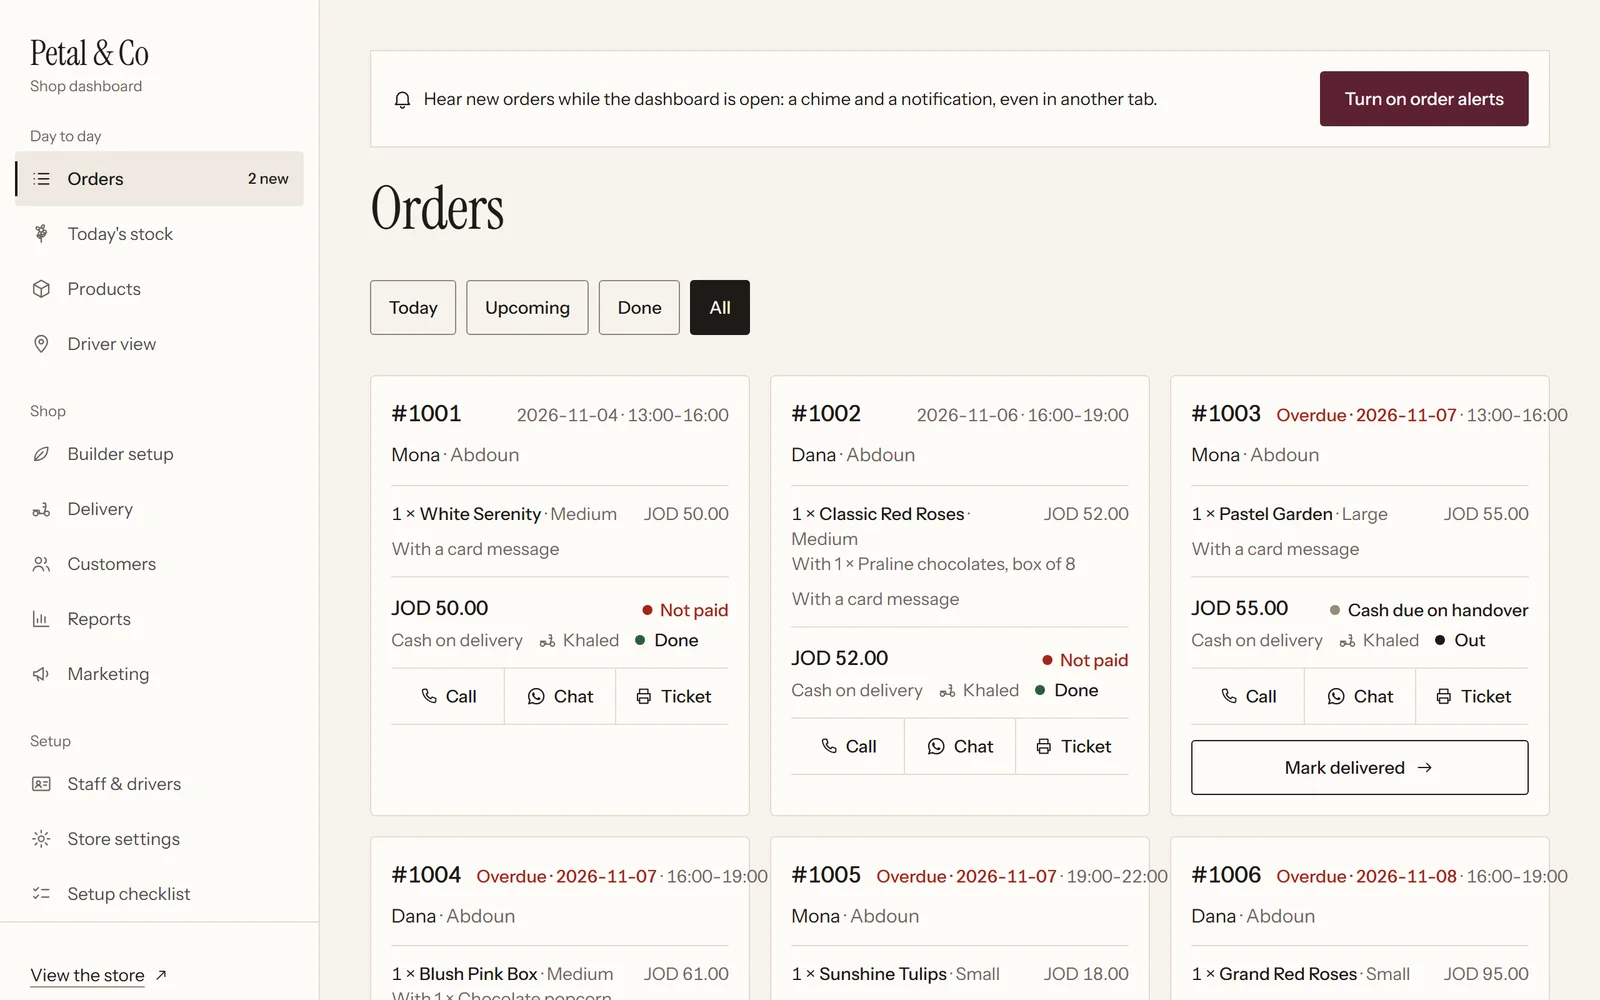 Petal & Co
Shop dashboard
Day to day
Orders 2 new
Today's stock
Products
Driver view
Shop
Builder setup
Delivery
Customers
Reports
Marketing
Setup
Staff & drivers
Store settings
Setup checklist
View the store ↗
Hear new orders while the dashboard is open: a chime and a notification, even in another tab.
Turn on order alerts
Orders
Today Upcoming Done All
#1001 2026-11-04 · 13:00-16:00
Mona · Abdoun
1 × White Serenity · Medium JOD 50.00
With a card message
JOD 50.00 Not paid
Cash on delivery Khaled Done
Call Chat Ticket
#1002 2026-11-06 · 16:00-19:00
Dana · Abdoun
1 × Classic Red Roses · JOD 52.00
Medium
With 1 × Praline chocolates, box of 8
With a card message
JOD 52.00 Not paid
Cash on delivery Khaled Done
Call Chat Ticket
#1003 Overdue · 2026-11-07 · 13:00-16:00
Mona · Abdoun
1 × Pastel Garden · Large JOD 55.00
With a card message
JOD 55.00 Cash due on handover
Cash on delivery Khaled Out
Call Chat Ticket
Mark delivered →
#1004 Overdue · 2026-11-07 · 16:00-19:00
Dana · Abdoun
1 × Blush Pink Box · Medium JOD 61.00
With 1 × Chocolate popcorn
#1005 Overdue · 2026-11-07 · 19:00-22:00
Mona · Abdoun
1 × Sunshine Tulips · Small JOD 18.00
#1006 Overdue · 2026-11-08 · 16:00-19:00
Dana · Abdoun
1 × Grand Red Roses · Small JOD 95.00